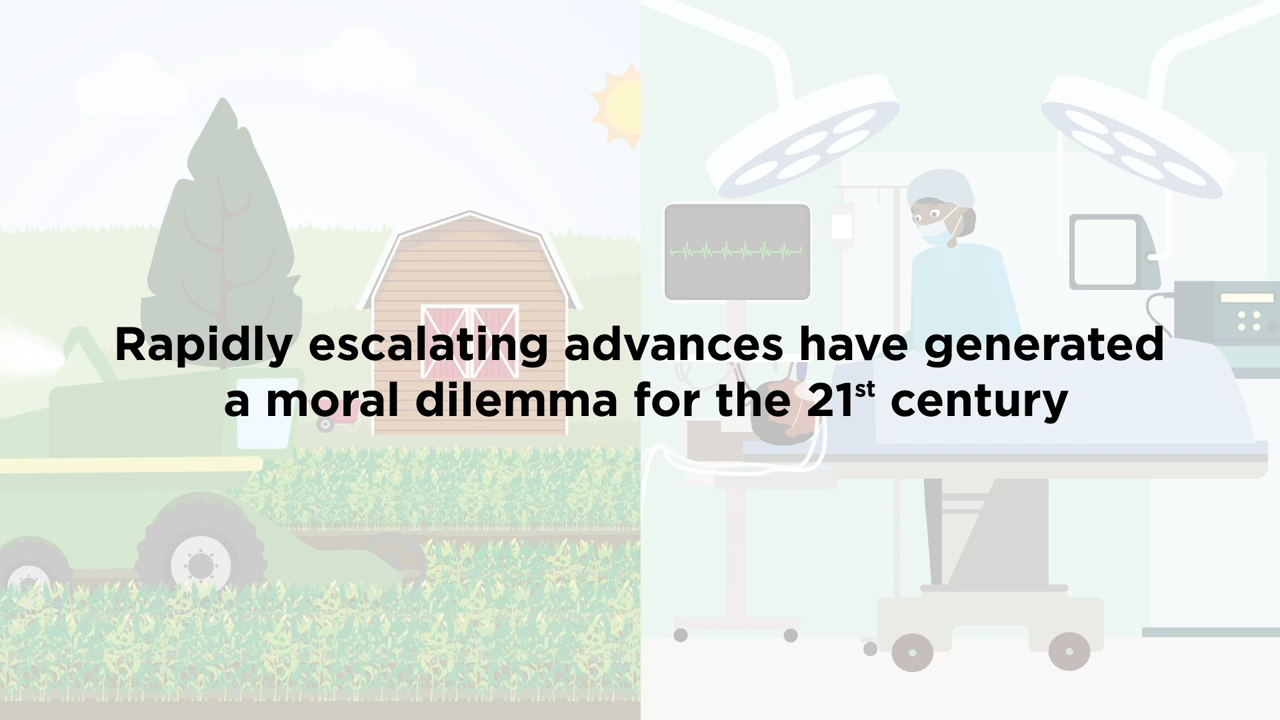 Rapidly escalating advances have generated
a moral dilemma for the 21st century